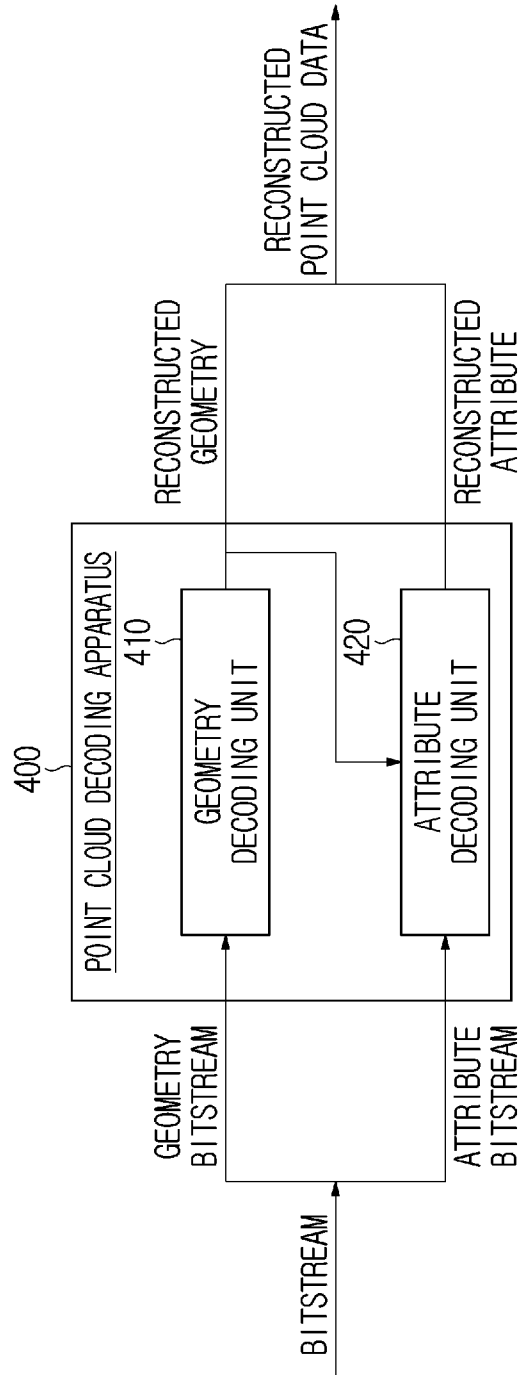 BITSTREAM
GEOMETRY
BITSTREAM
ATTRIBUTE
BITSTREAM
400
POINT CLOUD DECODING APPARATUS
410
GEOMETRY
DECODING UNIT
420
ATTRIBUTE
DECODING UNIT
RECONSTRUCTED
GEOMETRY
RECONSTRUCTED
ATTRIBUTE
RECONSTRUCTED
POINT CLOUD DATA